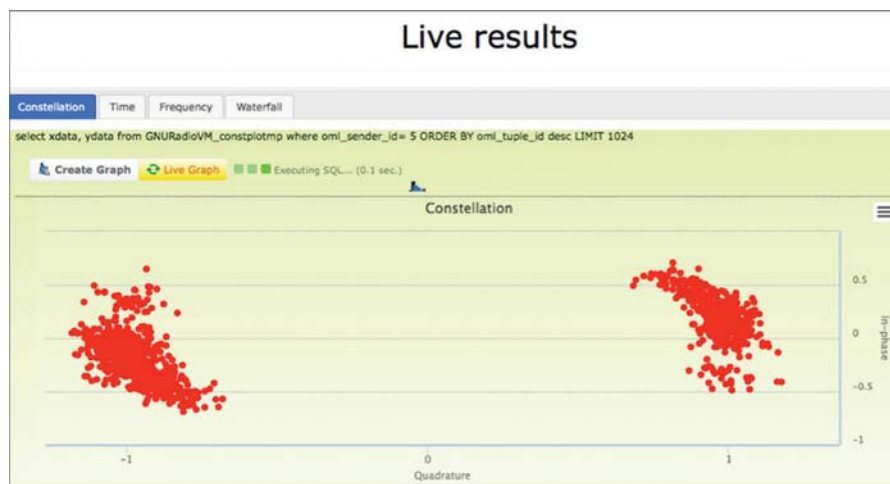 Live results
Constellation Time Frequency Waterfall
select xdata, ydata from GNURadioVM_constplotmp where oml_sender_id= 5 ORDER BY oml_tuple_id desc LIMIT 1024
Create Graph Live Graph Executing SQL... (0.1 sec.)
Constellation
0.5
0
-0.5
-1
In-phase
-1 0 1
Quadrature